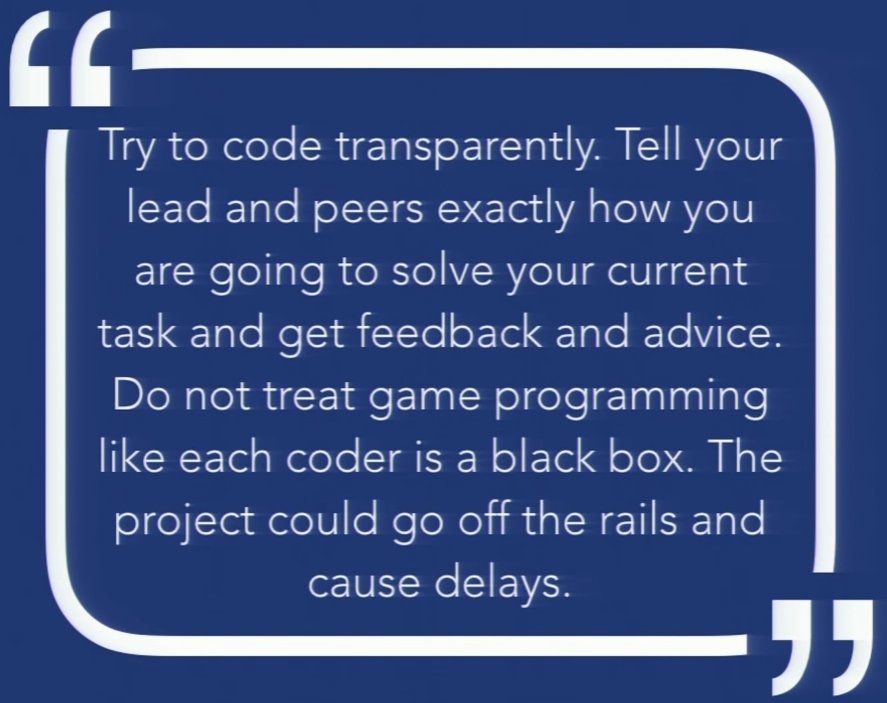 Try to code transparently. Tell your
lead and peers exactly how you
are going to solve your current
task and get feedback and advice.
Do not treat game programming
like each coder is a black box. The
project could go off the rails and
cause delays.